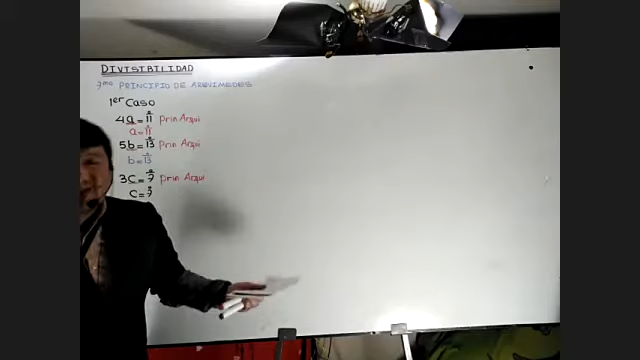 DIVISIBILIDAD
7mo PRINCIPIO DE ARQUIMEDES
1er Caso
4a = 11° Prin Arqui
a = 11°
5b = 13° Prin Arqui
b = 13°
3C = 7° Prin Arqui
C = 7°